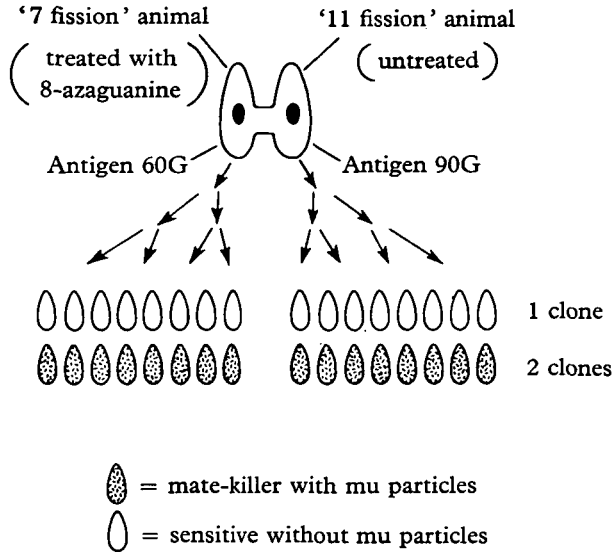 ‘7 fission’ animal
(treated with
8-azaguanine)
‘11 fission’ animal
(untreated)
Antigen 60G
Antigen 90G
1 clone
2 clones
= mate-killer with mu particles
= sensitive without mu particles